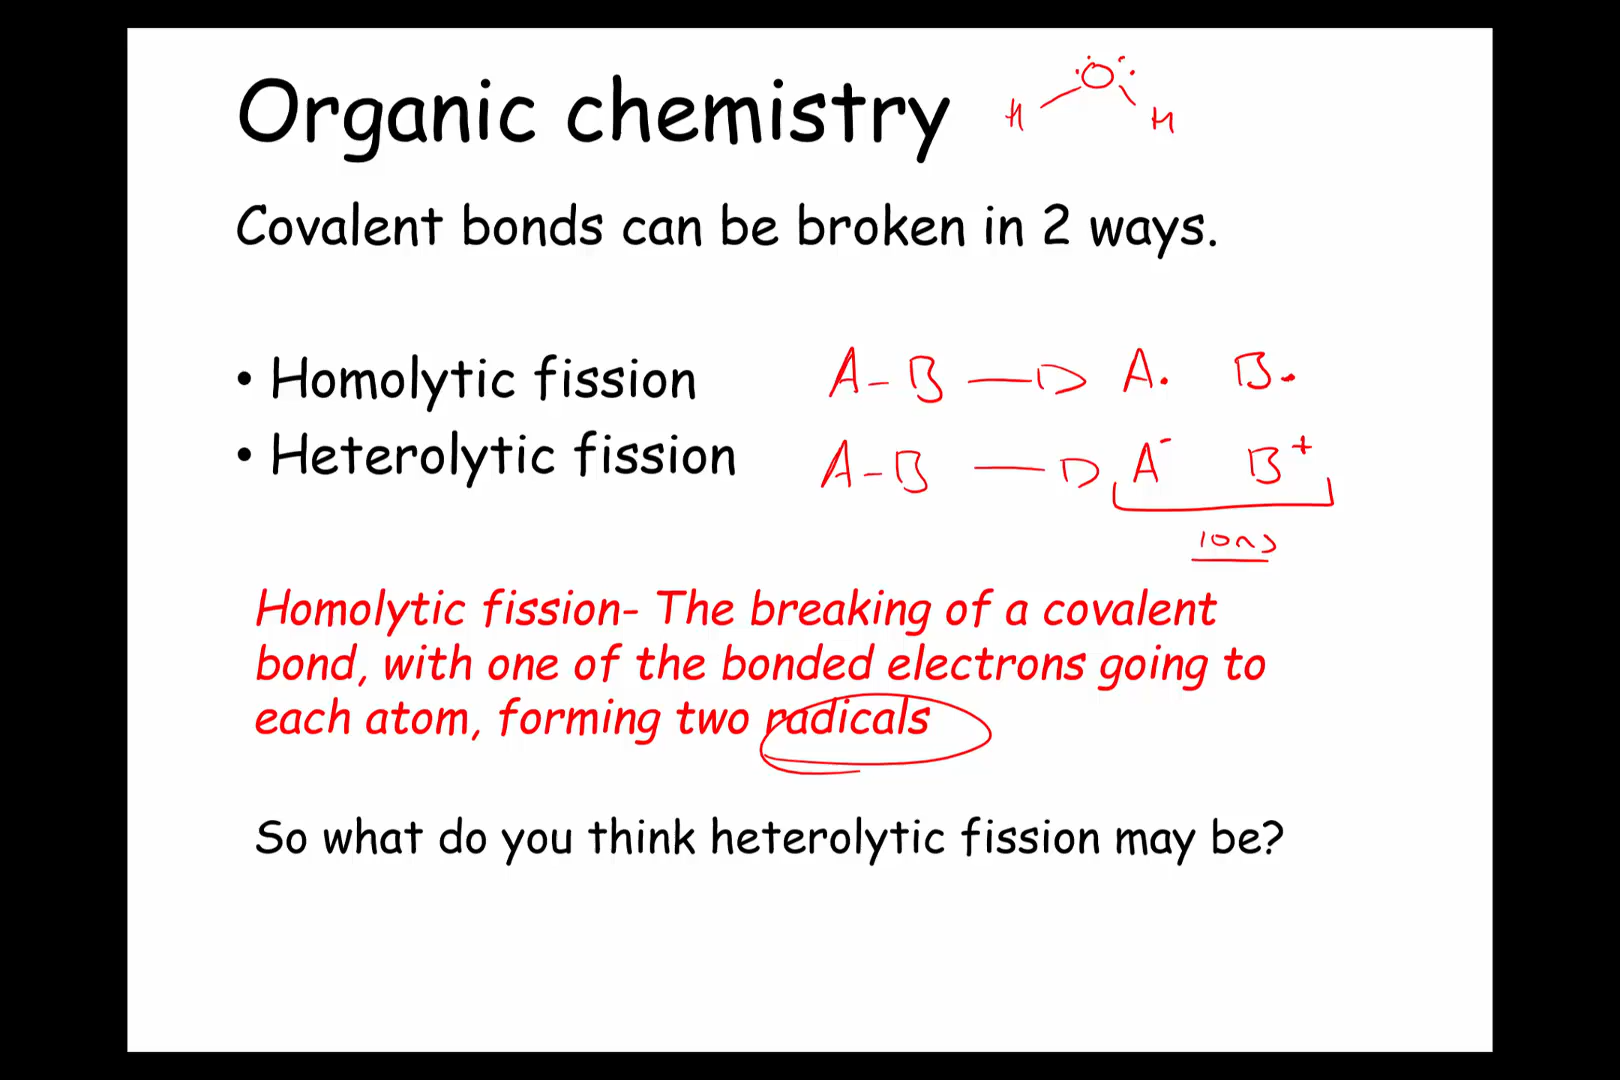 Organic chemistry
H O H
Covalent bonds can be broken in 2 ways.
• Homolytic fission A-B → A. B.
• Heterolytic fission A-B → A⁻ B⁺
ions
Homolytic fission- The breaking of a covalent
bond, with one of the bonded electrons going to
each atom, forming two radicals
So what do you think heterolytic fission may be?